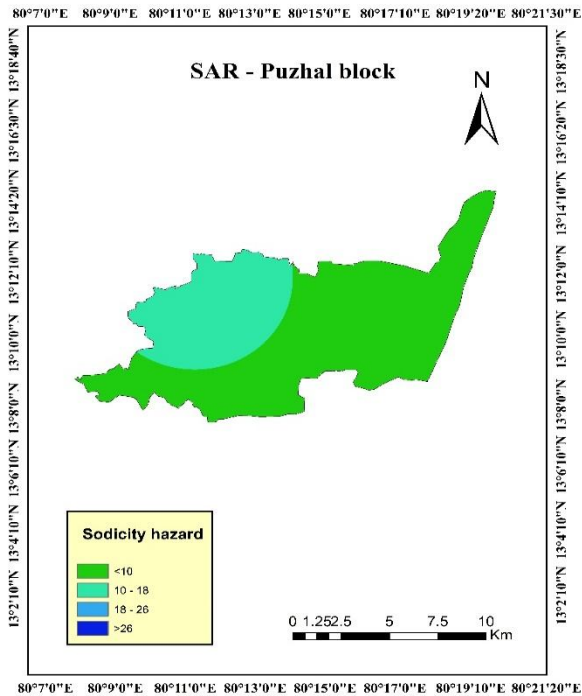 80°7'0"E 80°9'0"E 80°11'0"E 80°13'0"E 80°15'0"E 80°17'10"E 80°19'20"E 80°21'30"E
SAR - Puzhal block
N
13°18'40"N
13°16'30"N
13°14'20"N
13°12'10"N
13°10'0"N
13°8'0"N
13°6'10"N
13°4'10"N
13°2'10"N
13°18'30"N
13°16'20"N
13°14'10"N
13°12'0"N
13°10'0"N
13°8'0"N
13°6'10"N
13°4'10"N
13°2'10"N
Sodicity hazard
<10
10 - 18
18 - 26
>26
0 1.252.5 5 7.5 10
Km
80°7'0"E 80°9'0"E 80°11'0"E 80°13'0"E 80°15'0"E 80°17'0"E 80°19'10"E 80°21'20"E